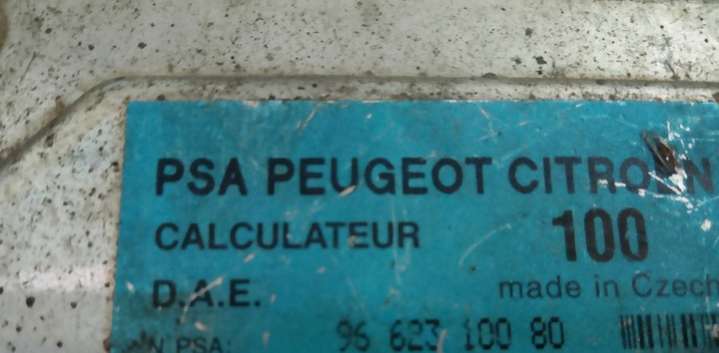 PSA PEUGEOT CITROËN
CALCULATEUR 100
D.A.E. made in Czech
N PSA: 96 623 100 80